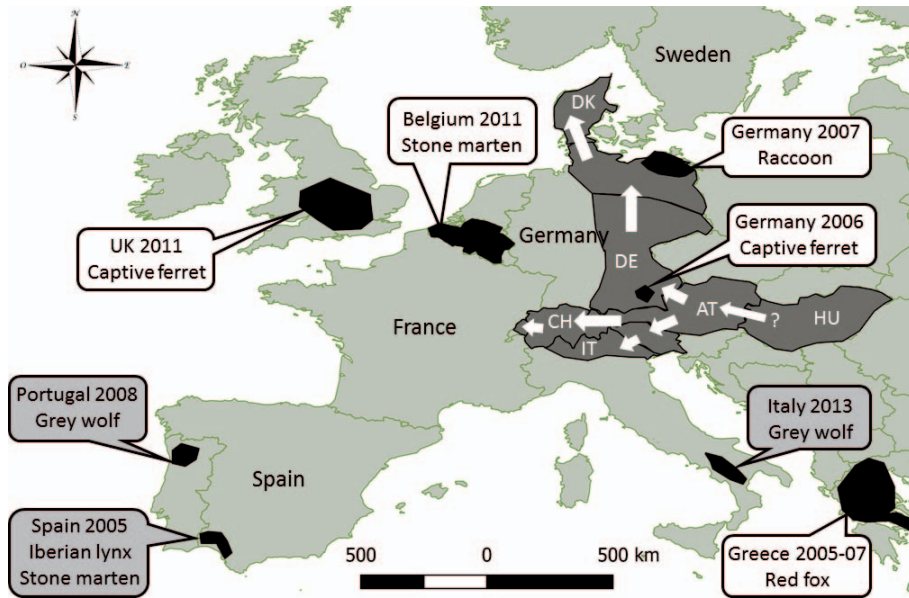 N
O
E
S
Sweden
DK
Belgium 2011
Stone marten
Germany 2007
Raccoon
UK 2011
Captive ferret
Germany
Germany 2006
Captive ferret
DE
AT
?
HU
CH
IT
France
Portugal 2008
Grey wolf
Italy 2013
Grey wolf
Spain
Spain 2005
Iberian lynx
Stone marten
500
0
500 km
Greece 2005-07
Red fox